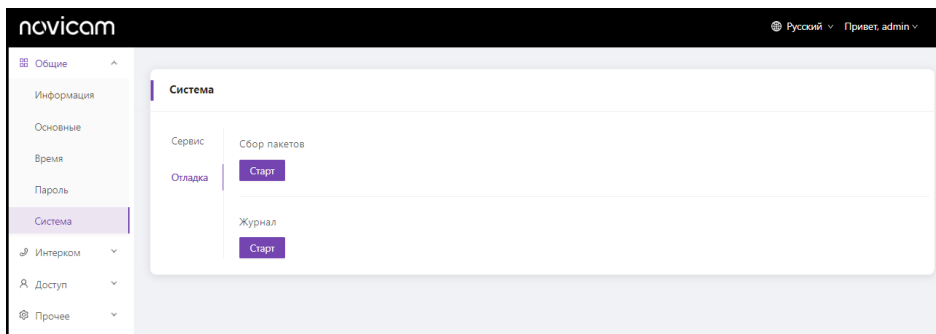 novicam
Русский
Привет, admin
Общие
Информация
Основные
Время
Пароль
Система
Интерком
Доступ
Прочее
Система
Сервис
Отладка
Сбор пакетов
Старт
Журнал
Старт